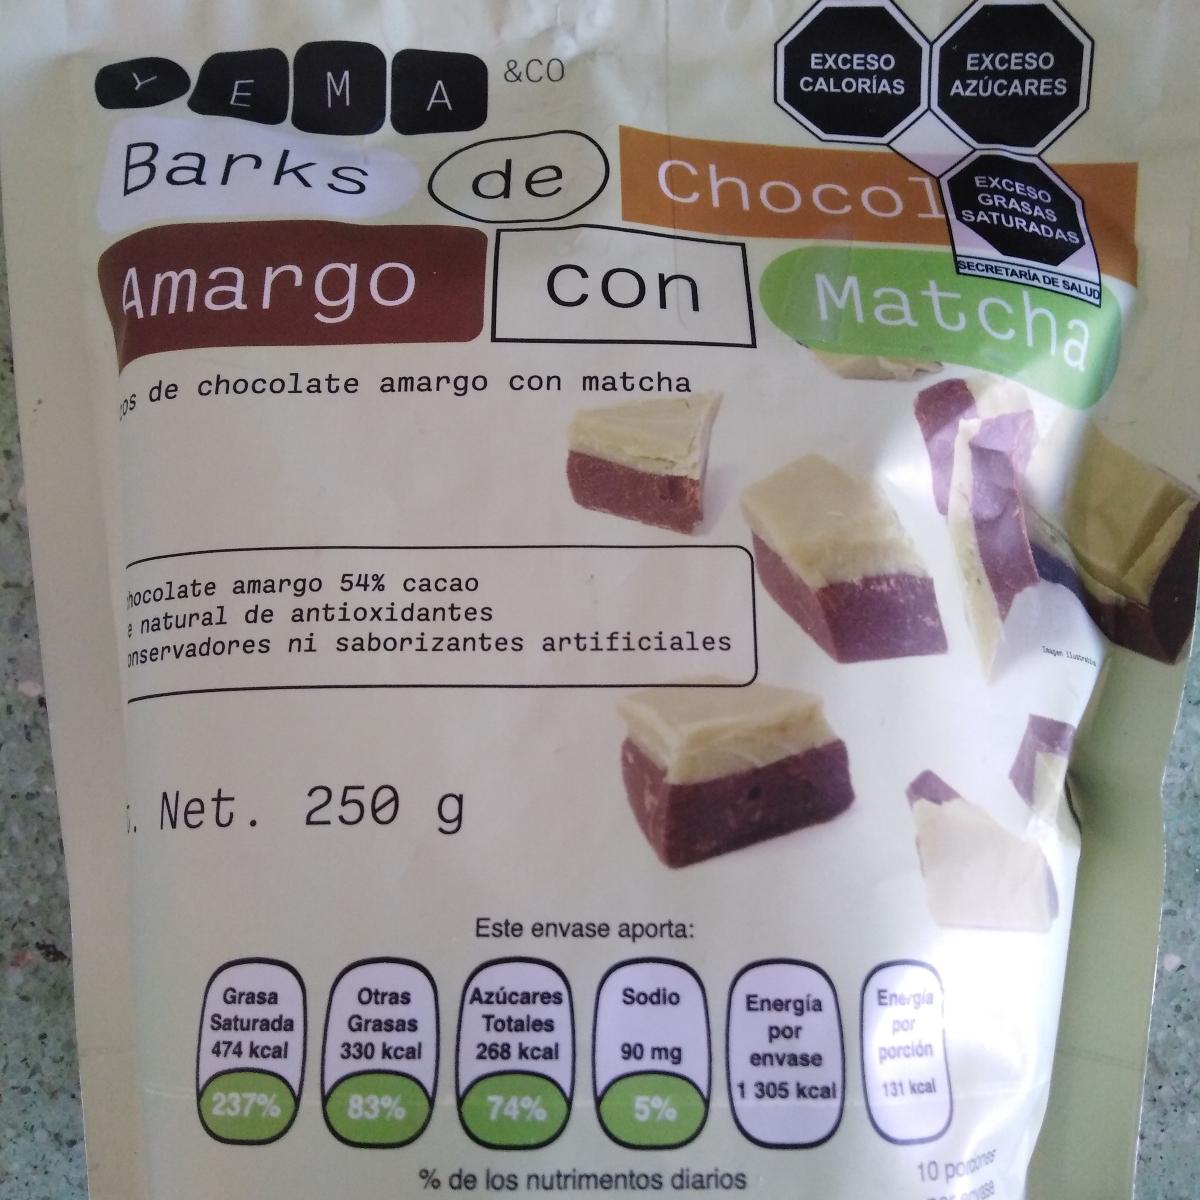 YEMA &CO
EXCESO CALORÍAS
EXCESO AZÚCARES
EXCESO GRASAS SATURADAS
SECRETARÍA DE SALUD
Barks de Chocol
Amargo con Matcha
os de chocolate amargo con matcha
hocolate amargo 54% cacao
e natural de antioxidantes
onservadores ni saborizantes artificiales
Imagen ilustrativa
. Net. 250 g
Este envase aporta:
Grasa Saturada 474 kcal 237%
Otras Grasas 330 kcal 83%
Azúcares Totales 268 kcal 74%
Sodio 90 mg 5%
Energía por envase 1 305 kcal
Energía por porción 131 kcal
% de los nutrimentos diarios
10 porciones
por envase